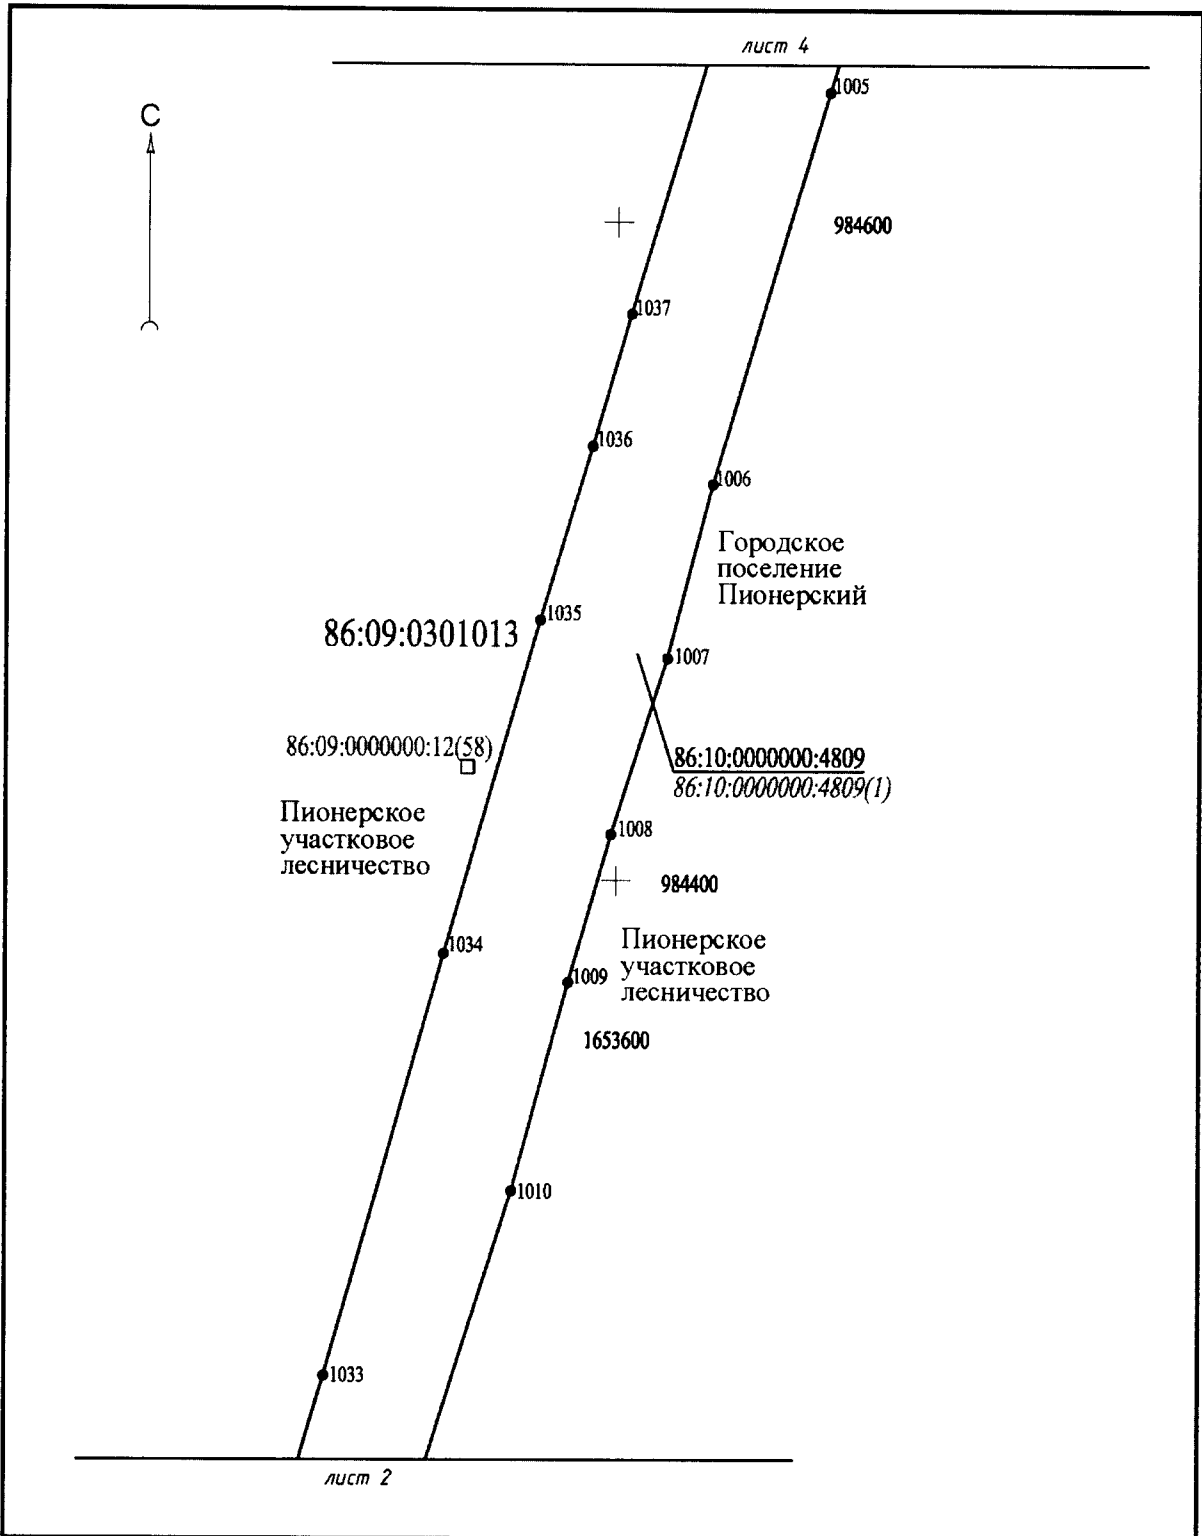 лист 4
1005
С
984600
1037
1036
1006
Городское
поселение
Пионерский
1035
86:09:0301013
1007
86:09:0000000:12(58)
86:10:0000000:4809
86:10:0000000:4809(1)
Пионерское
участковое
лесничество
1008
984400
1034
Пионерское
участковое
лесничество
1009
1653600
1010
1033
лист 2